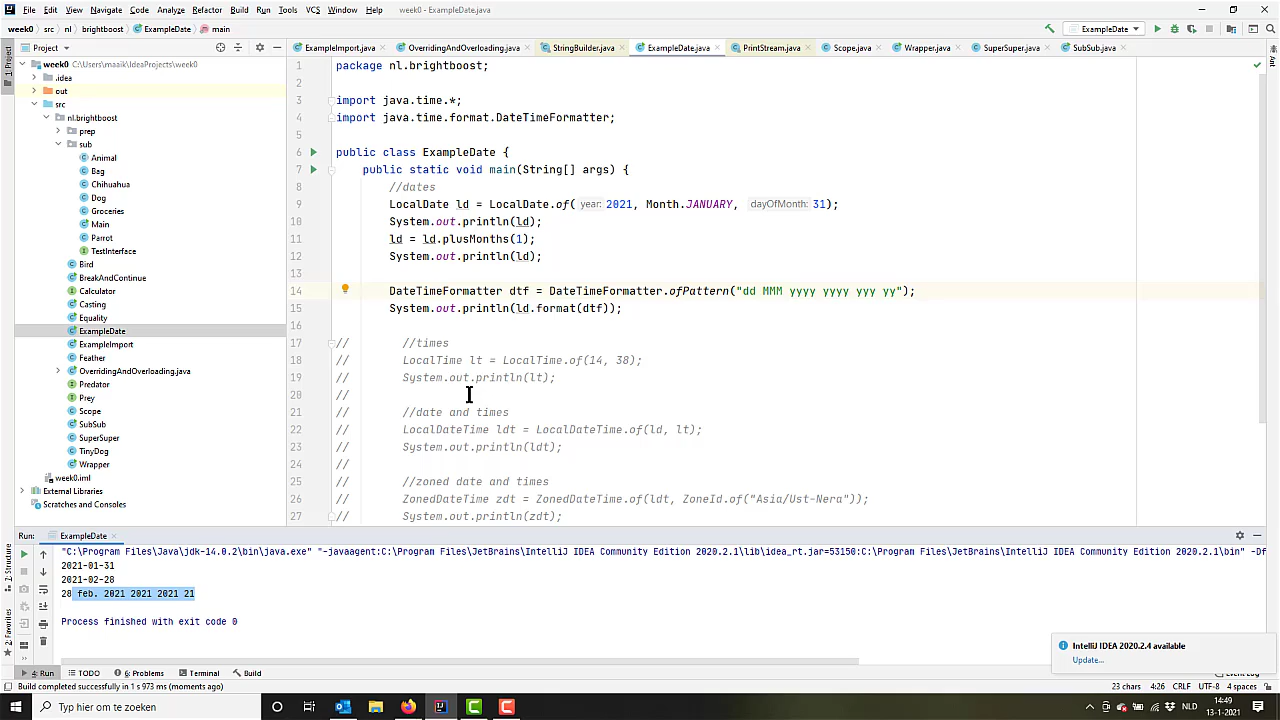 File Edit View Navigate Code Analyze Refactor Build Run Tools VCS Window Help week0 - ExampleDate.java
week0 src nl brightboost ExampleDate main ExampleDate
1: Project
Project
ExampleImport.java OverridingAndOverloading.java StringBuilder.java ExampleDate.java PrintStream.java Scope.java Wrapper.java SuperSuper.java SubSub.java
Ant
week0 C:\Users\maaik\IdeaProjects\week0
.idea
out
src
nl.brightboost
prep
sub
Animal
Bag
Chihuahua
Dog
Groceries
Main
Parrot
TestInterface
Bird
BreakAndContinue
Calculator
Casting
Equality
ExampleDate
ExampleImport
Feather
OverridingAndOverloading.java
Predator
Prey
Scope
SubSub
SuperSuper
TinyDog
Wrapper
week0.iml
External Libraries
Scratches and Consoles
1 package nl.brightboost;
2
3 import java.time.*;
4 import java.time.format.DateTimeFormatter;
5
6 public class ExampleDate {
7 public static void main(String[] args) {
8 //dates
9 LocalDate ld = LocalDate.of( year: 2021, Month.JANUARY, dayOfMonth: 31);
10 System.out.println(ld);
11 ld = ld.plusMonths(1);
12 System.out.println(ld);
13
14 DateTimeFormatter dtf = DateTimeFormatter.ofPattern("dd MMM yyyy yyyy yyy yy");
15 System.out.println(ld.format(dtf));
16
17 // //times
18 // LocalTime lt = LocalTime.of(14, 38);
19 // System.out.println(lt);
20 //
21 // //date and times
22 // LocalDateTime ldt = LocalDateTime.of(ld, lt);
23 // System.out.println(ldt);
24 //
25 // //zoned date and times
26 // ZonedDateTime zdt = ZonedDateTime.of(ldt, ZoneId.of("Asia/Ust-Nera"));
27 // System.out.println(zdt);
Run: ExampleDate
"C:\Program Files\Java\jdk-14.0.2\bin\java.exe" "-javaagent:C:\Program Files\JetBrains\IntelliJ IDEA Community Edition 2020.2.1\lib\idea_rt.jar=53150:C:\Program Files\JetBrains\IntelliJ IDEA Community Edition 2020.2.1\bin" -Df
2021-01-31
2021-02-28
28 feb. 2021 2021 2021 21
Process finished with exit code 0
7: Structure
2: Favorites
IntelliJ IDEA 2020.2.4 available
Update...
4: Run TODO 6: Problems Terminal Build Event Log
Build completed successfully in 1 s 973 ms (moments ago) 23 chars 4:26 CRLF UTF-8 4 spaces
Typ hier om te zoeken NLD 14:49
13-1-2021